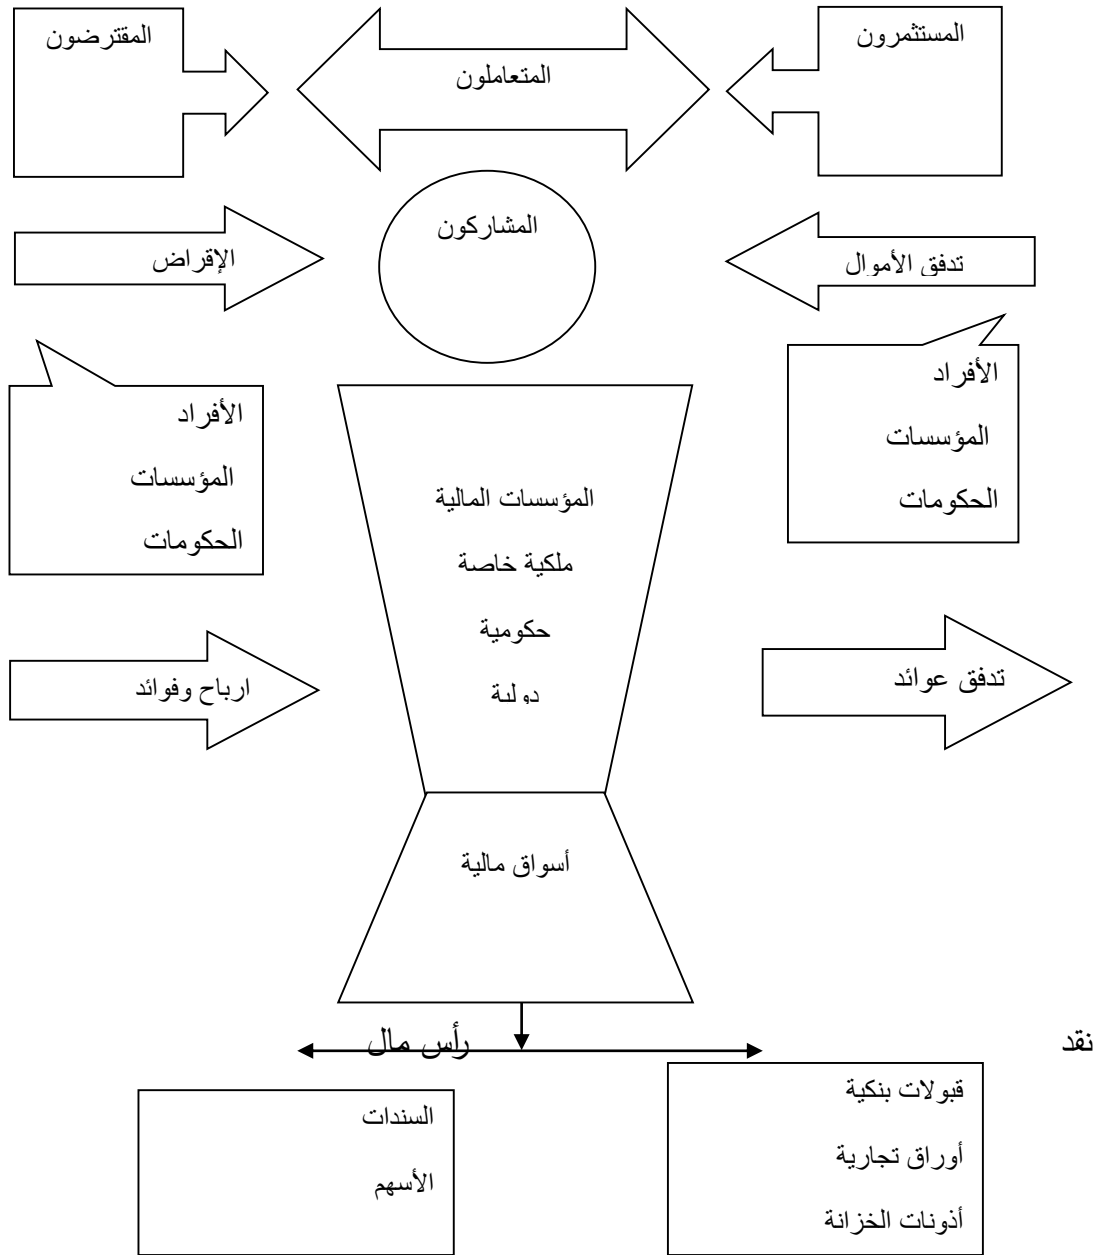 المستثمرون
المتعاملون
المقترضون
المشاركون
تدفق الأموال
الإقراض
الأفراد
المؤسسات
الحكومات
الأفراد
المؤسسات
الحكومات
المؤسسات المالية
ملكية خاصة
حكومية
دولية
تدفق عوائد
ارباح وفوائد
أسواق مالية
نقد
رأس مال
قبولات بنكية
أوراق تجارية
أذونات الخزانة
السندات
الأسهم